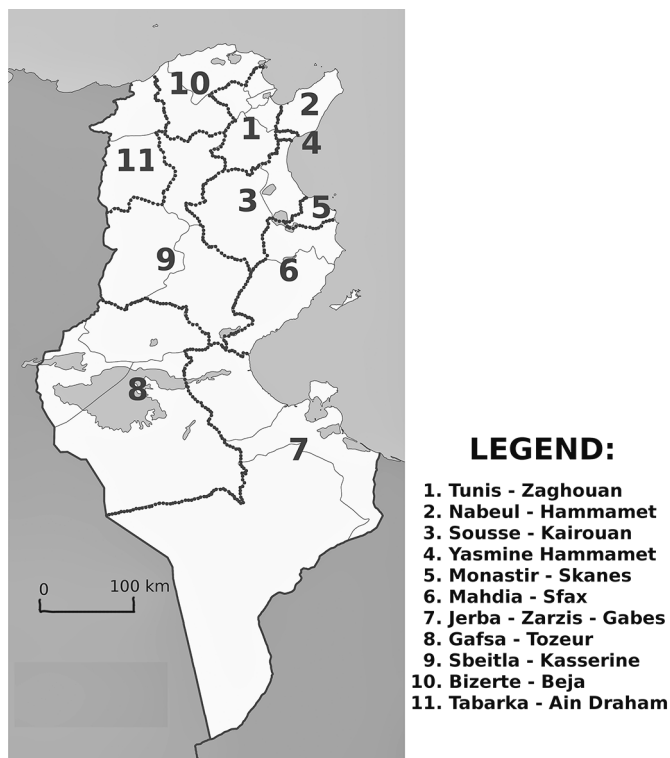 10
2
1
4
11
3
5
9
6
8
7
0 100 km
LEGEND:
1. Tunis - Zaghouan
2. Nabeul - Hammamet
3. Sousse - Kairouan
4. Yasmine Hammamet
5. Monastir - Skanes
6. Mahdia - Sfax
7. Jerba - Zarzis - Gabes
8. Gafsa - Tozeur
9. Sbeitla - Kasserine
10. Bizerte - Beja
11. Tabarka - Ain Draham